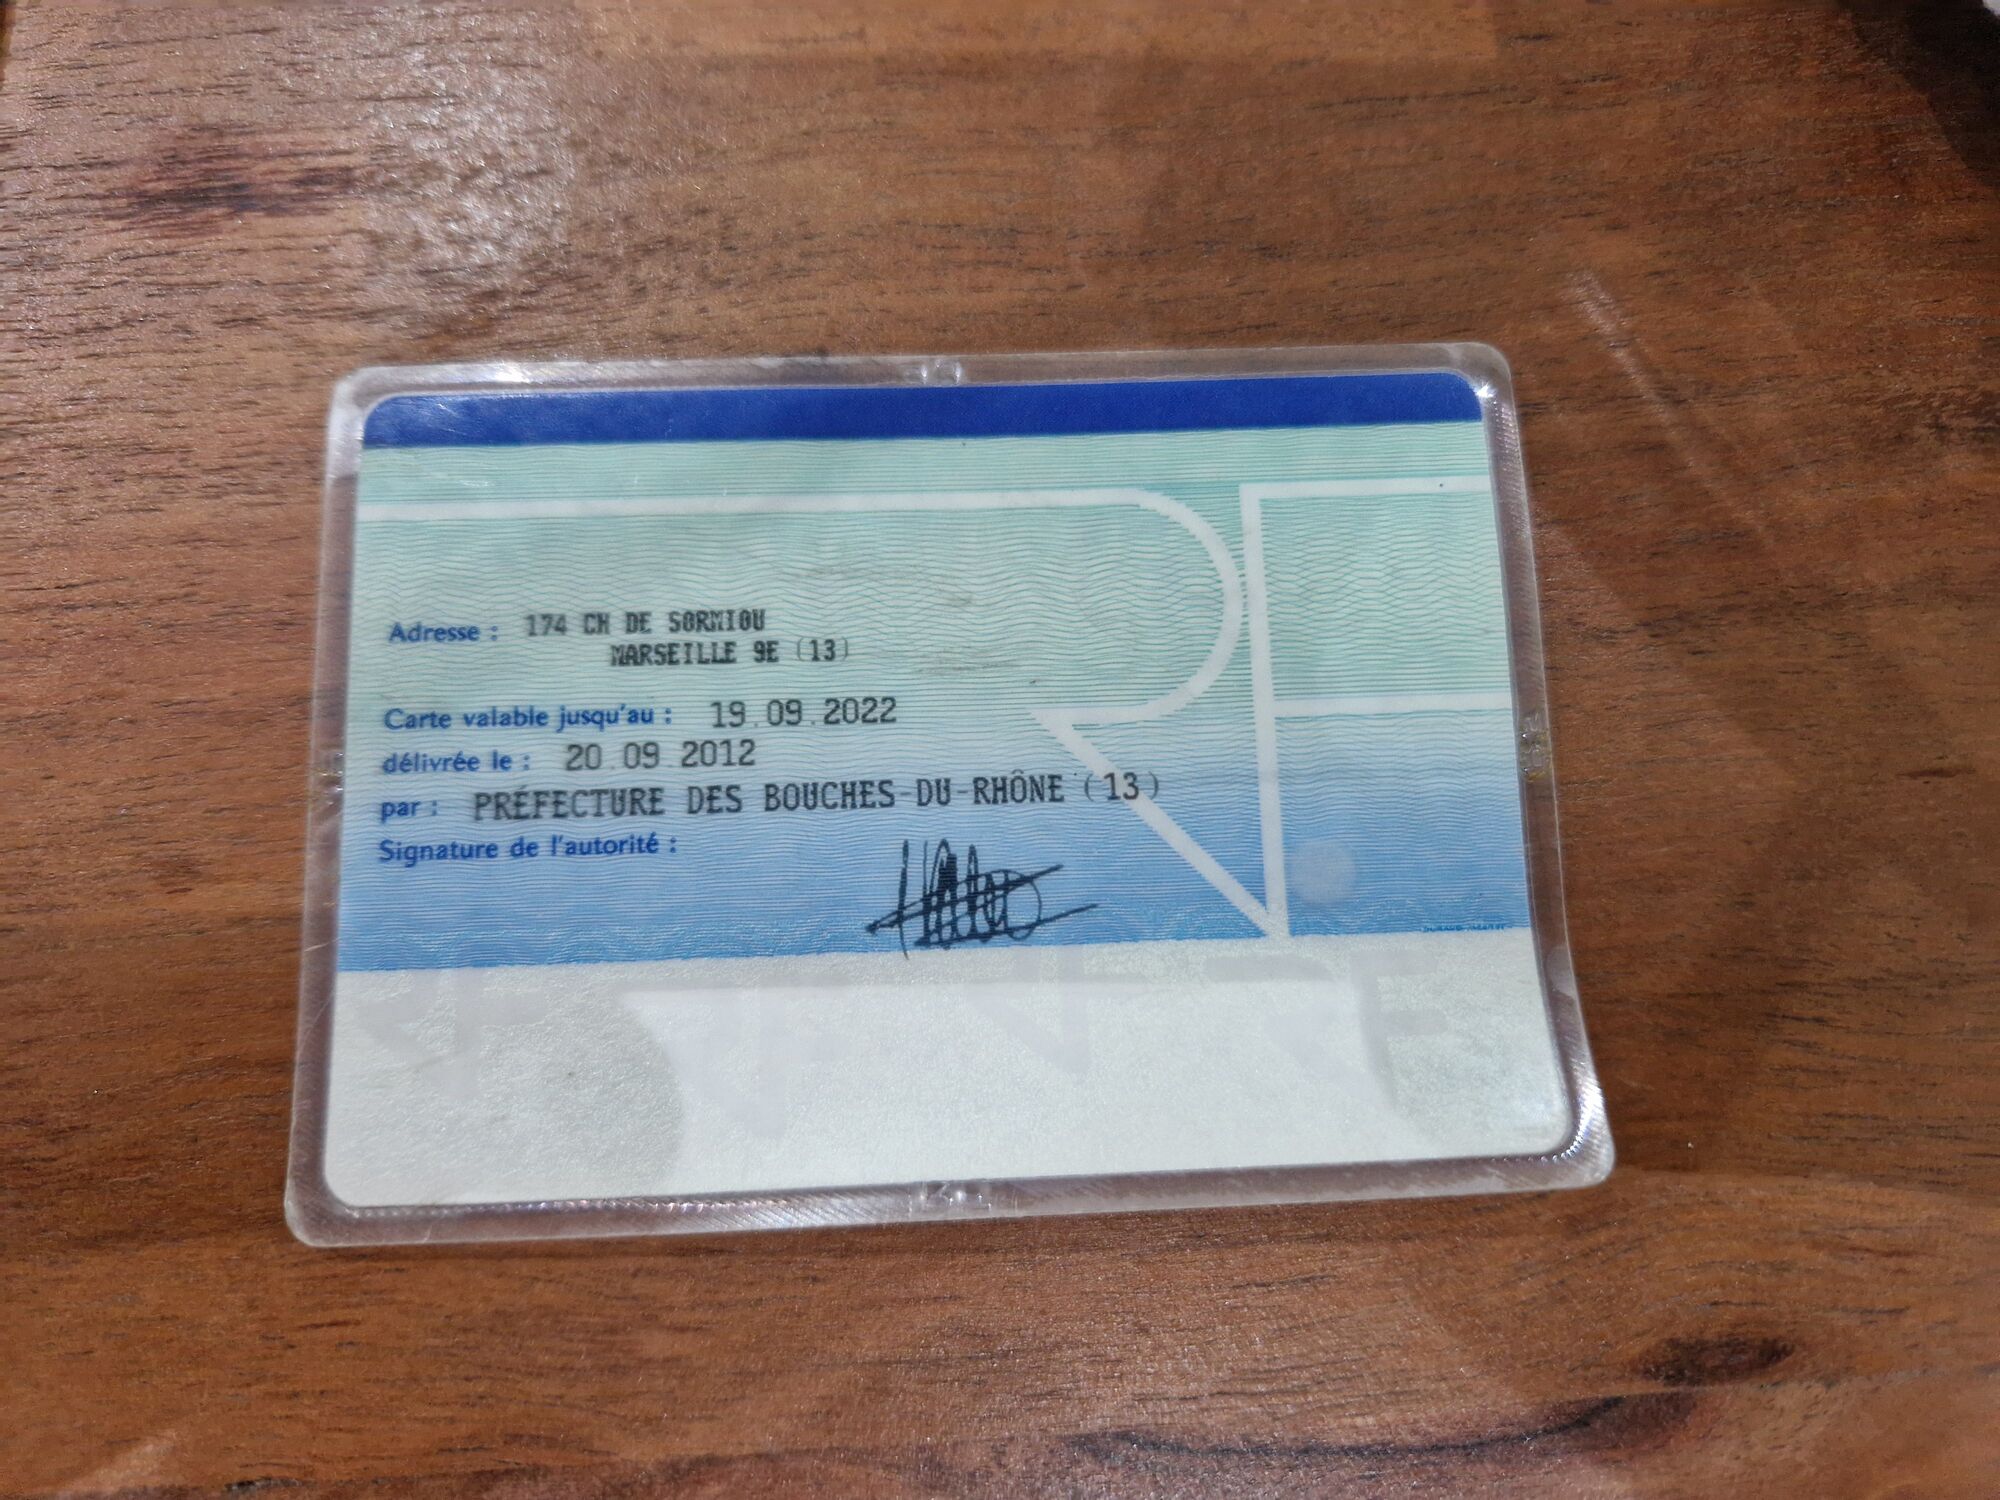 Adresse : 174 CH DE SORMIOU
MARSEILLE 9E (13)
Carte valable jusqu'au : 19.09.2022
délivrée le : 20.09.2012
par : PRÉFECTURE DES BOUCHES-DU-RHÔNE (13)
Signature de l'autorité :
RF